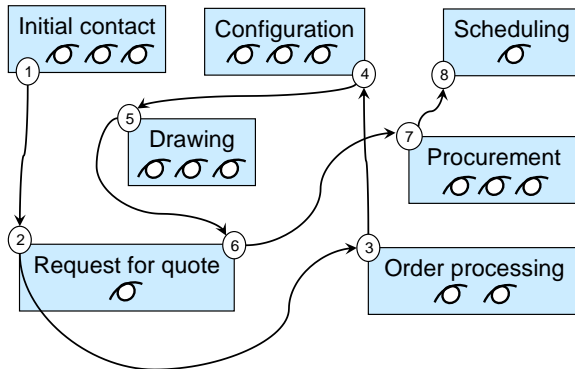 Initial contact
1
Configuration
4
Scheduling
8
5
Drawing
7
Procurement
2
Request for quote
6
3
Order processing